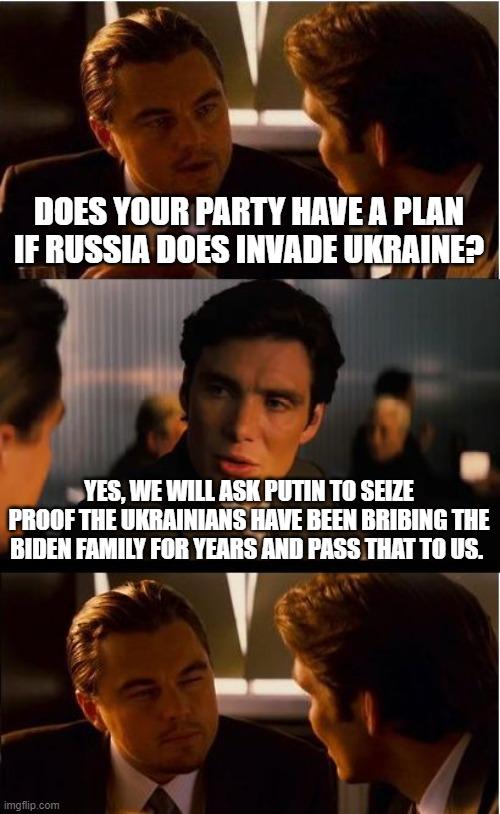 DOES YOUR PARTY HAVE A PLAN
IF RUSSIA DOES INVADE UKRAINE?
YES, WE WILL ASK PUTIN TO SEIZE
PROOF THE UKRAINIANS HAVE BEEN BRIBING THE
BIDEN FAMILY FOR YEARS AND PASS THAT TO US.
imgflip.com